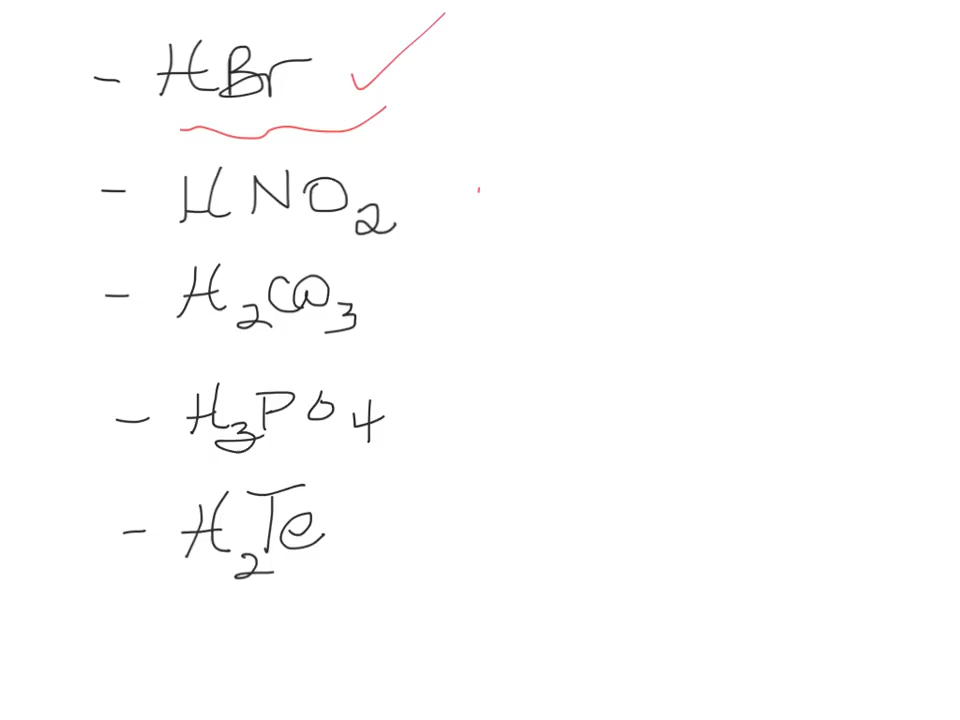 - HBr ✓
- HNO2
- H2CO3
- H3PO4
- H2Te